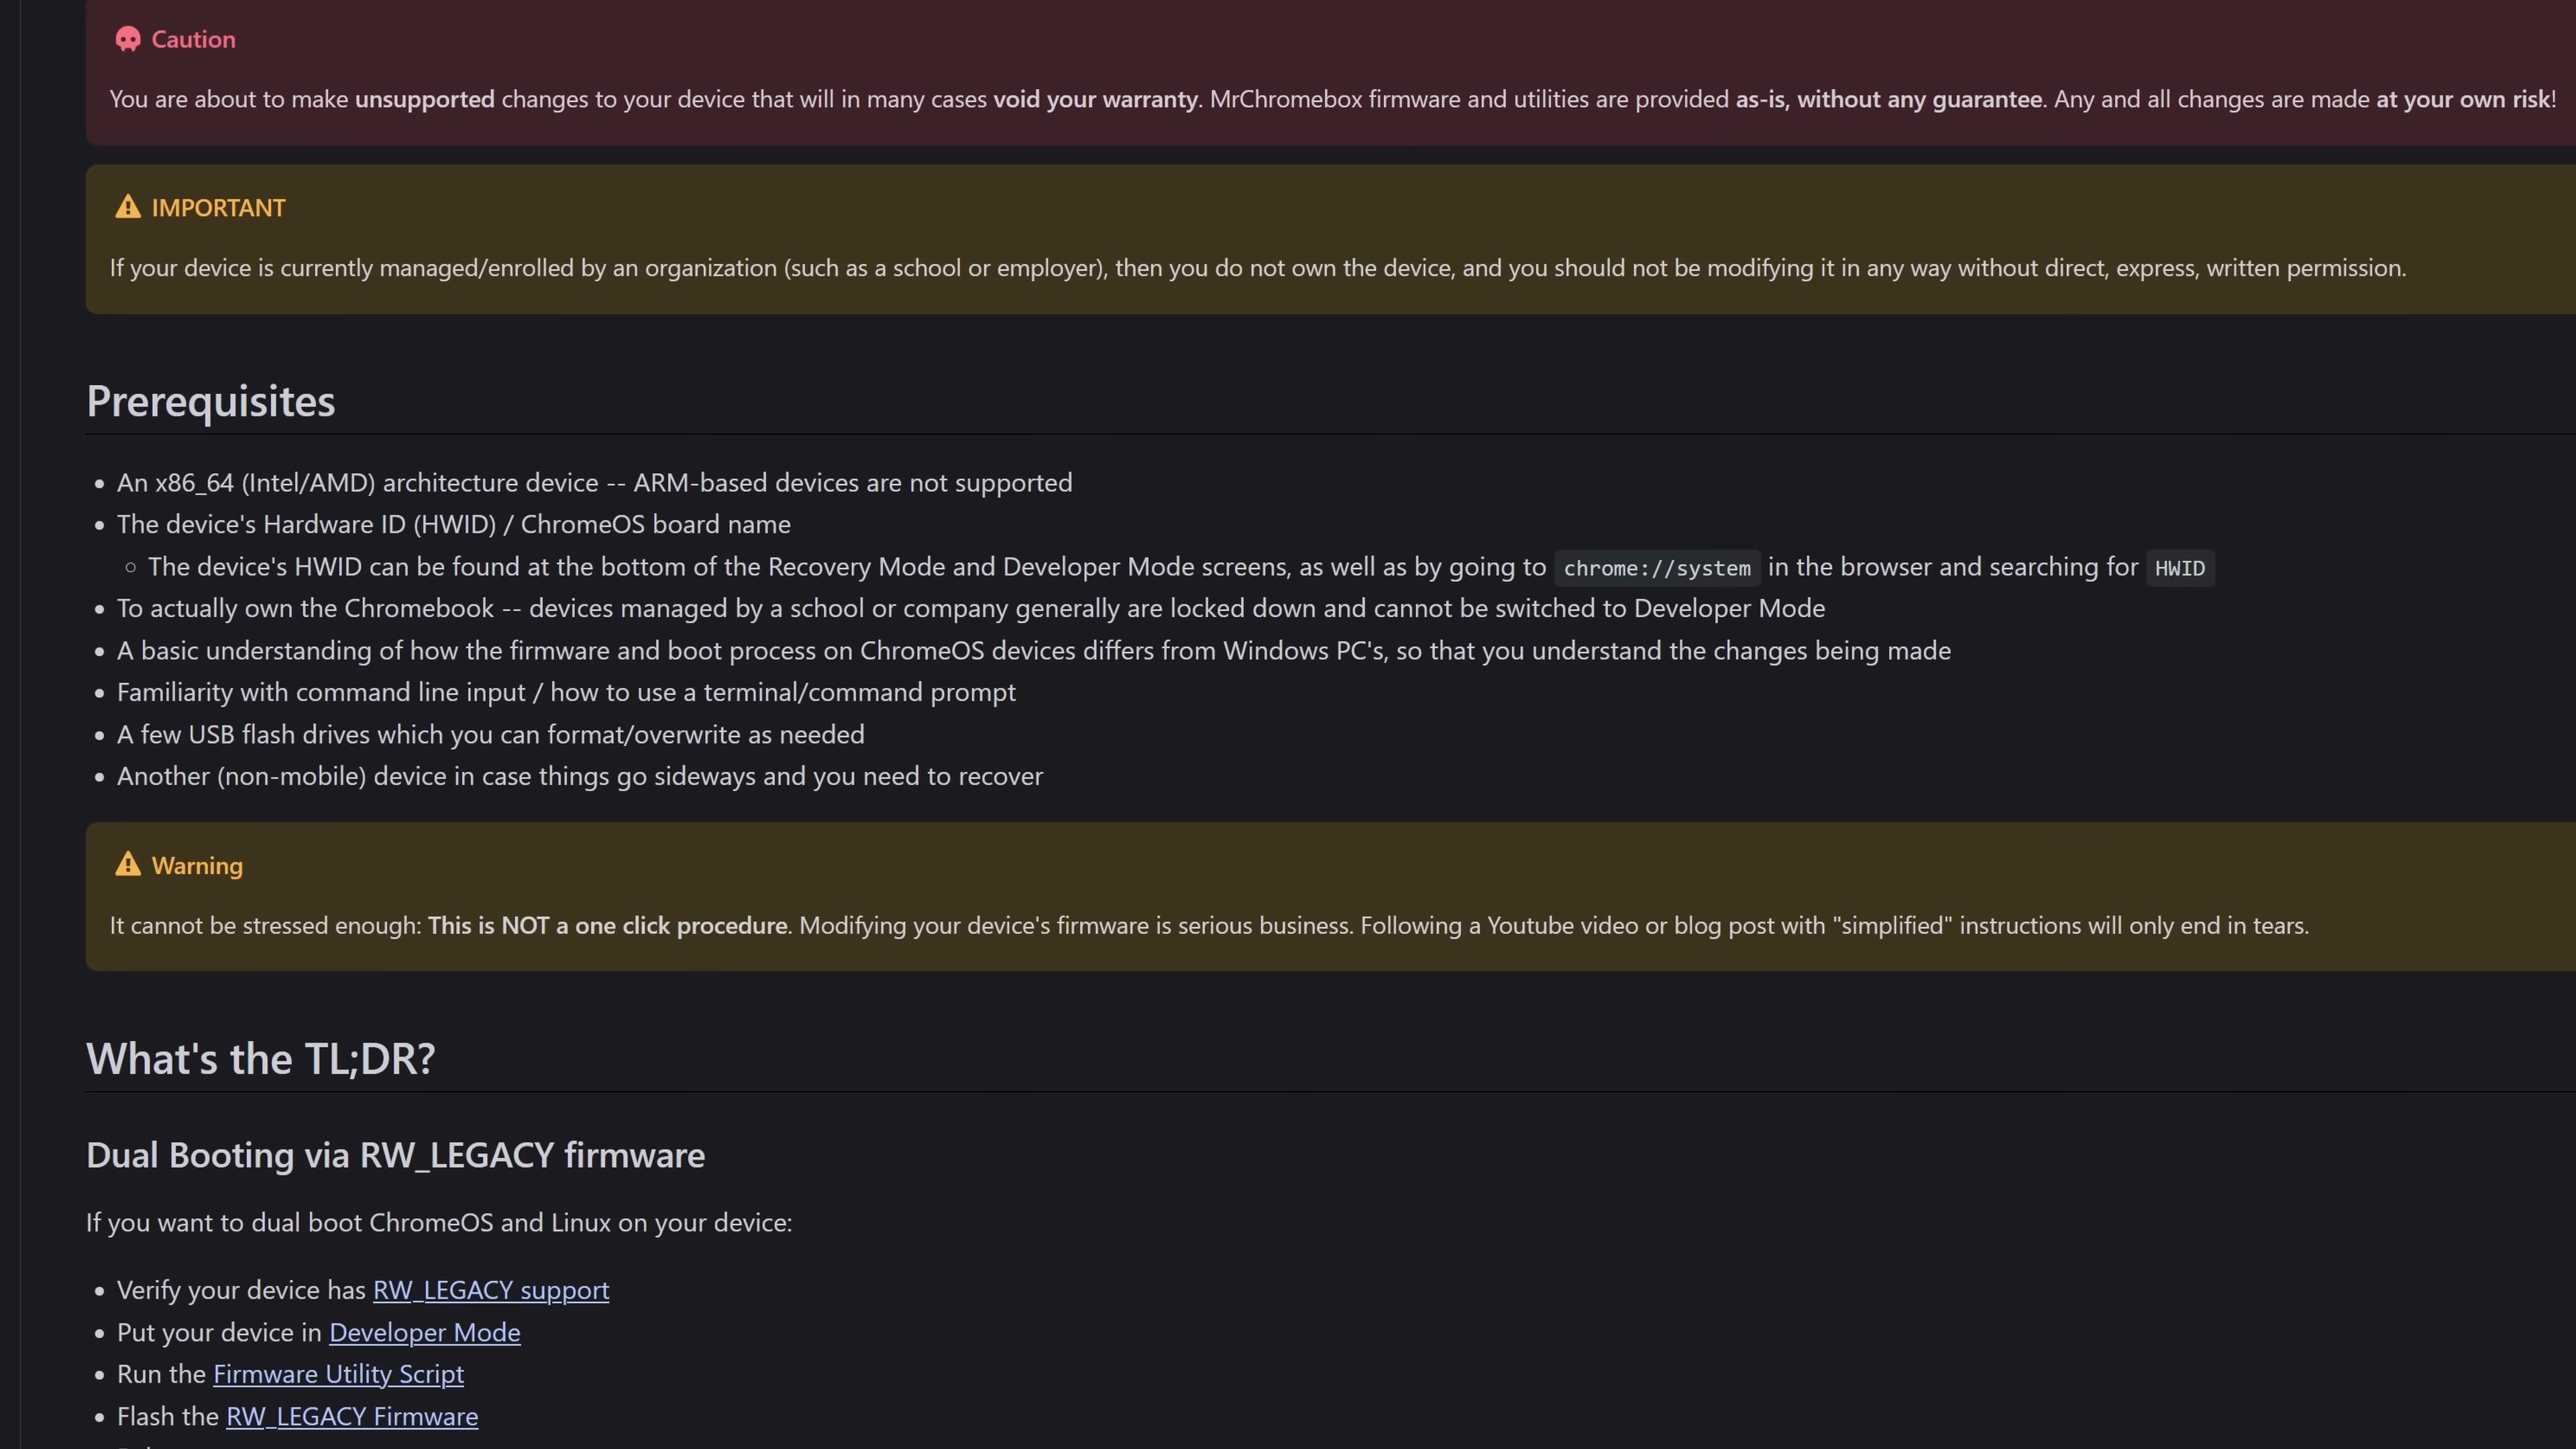 Caution
You are about to make unsupported changes to your device that will in many cases void your warranty. MrChromebox firmware and utilities are provided as-is, without any guarantee. Any and all changes are made at your own risk!
IMPORTANT
If your device is currently managed/enrolled by an organization (such as a school or employer), then you do not own the device, and you should not be modifying it in any way without direct, express, written permission.
Prerequisites
An x86_64 (Intel/AMD) architecture device -- ARM-based devices are not supported
The device's Hardware ID (HWID) / ChromeOS board name
The device's HWID can be found at the bottom of the Recovery Mode and Developer Mode screens, as well as by going to chrome://system in the browser and searching for HWID
To actually own the Chromebook -- devices managed by a school or company generally are locked down and cannot be switched to Developer Mode
A basic understanding of how the firmware and boot process on ChromeOS devices differs from Windows PC's, so that you understand the changes being made
Familiarity with command line input / how to use a terminal/command prompt
A few USB flash drives which you can format/overwrite as needed
Another (non-mobile) device in case things go sideways and you need to recover
Warning
It cannot be stressed enough: This is NOT a one click procedure. Modifying your device's firmware is serious business. Following a Youtube video or blog post with "simplified" instructions will only end in tears.
What's the TL;DR?
Dual Booting via RW_LEGACY firmware
If you want to dual boot ChromeOS and Linux on your device:
Verify your device has RW_LEGACY support
Put your device in Developer Mode
Run the Firmware Utility Script
Flash the RW_LEGACY Firmware